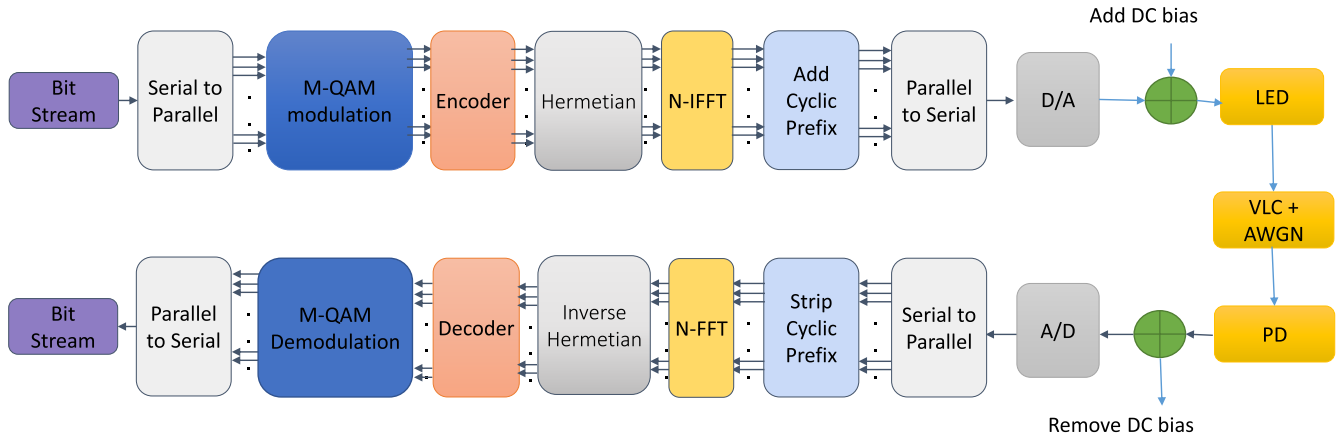 Add DC bias
Bit
Stream
Serial to
Parallel
M-QAM
modulation
Encoder
Hermetian
N-IFFT
Add
Cyclic
Prefix
Parallel
to Serial
D/A
LED
VLC +
AWGN
Bit
Stream
Parallel
to Serial
M-QAM
Demodulation
Decoder
Inverse
Hermetian
N-FFT
Strip
Cyclic
Prefix
Serial to
Parallel
A/D
PD
Remove DC bias